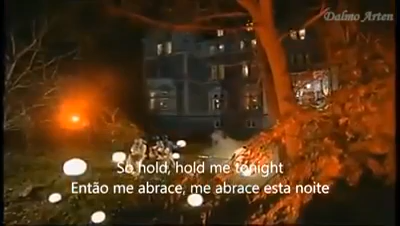 Dalmo Arten
So hold, hold me tonight
Então me abrace, me abrace esta noite